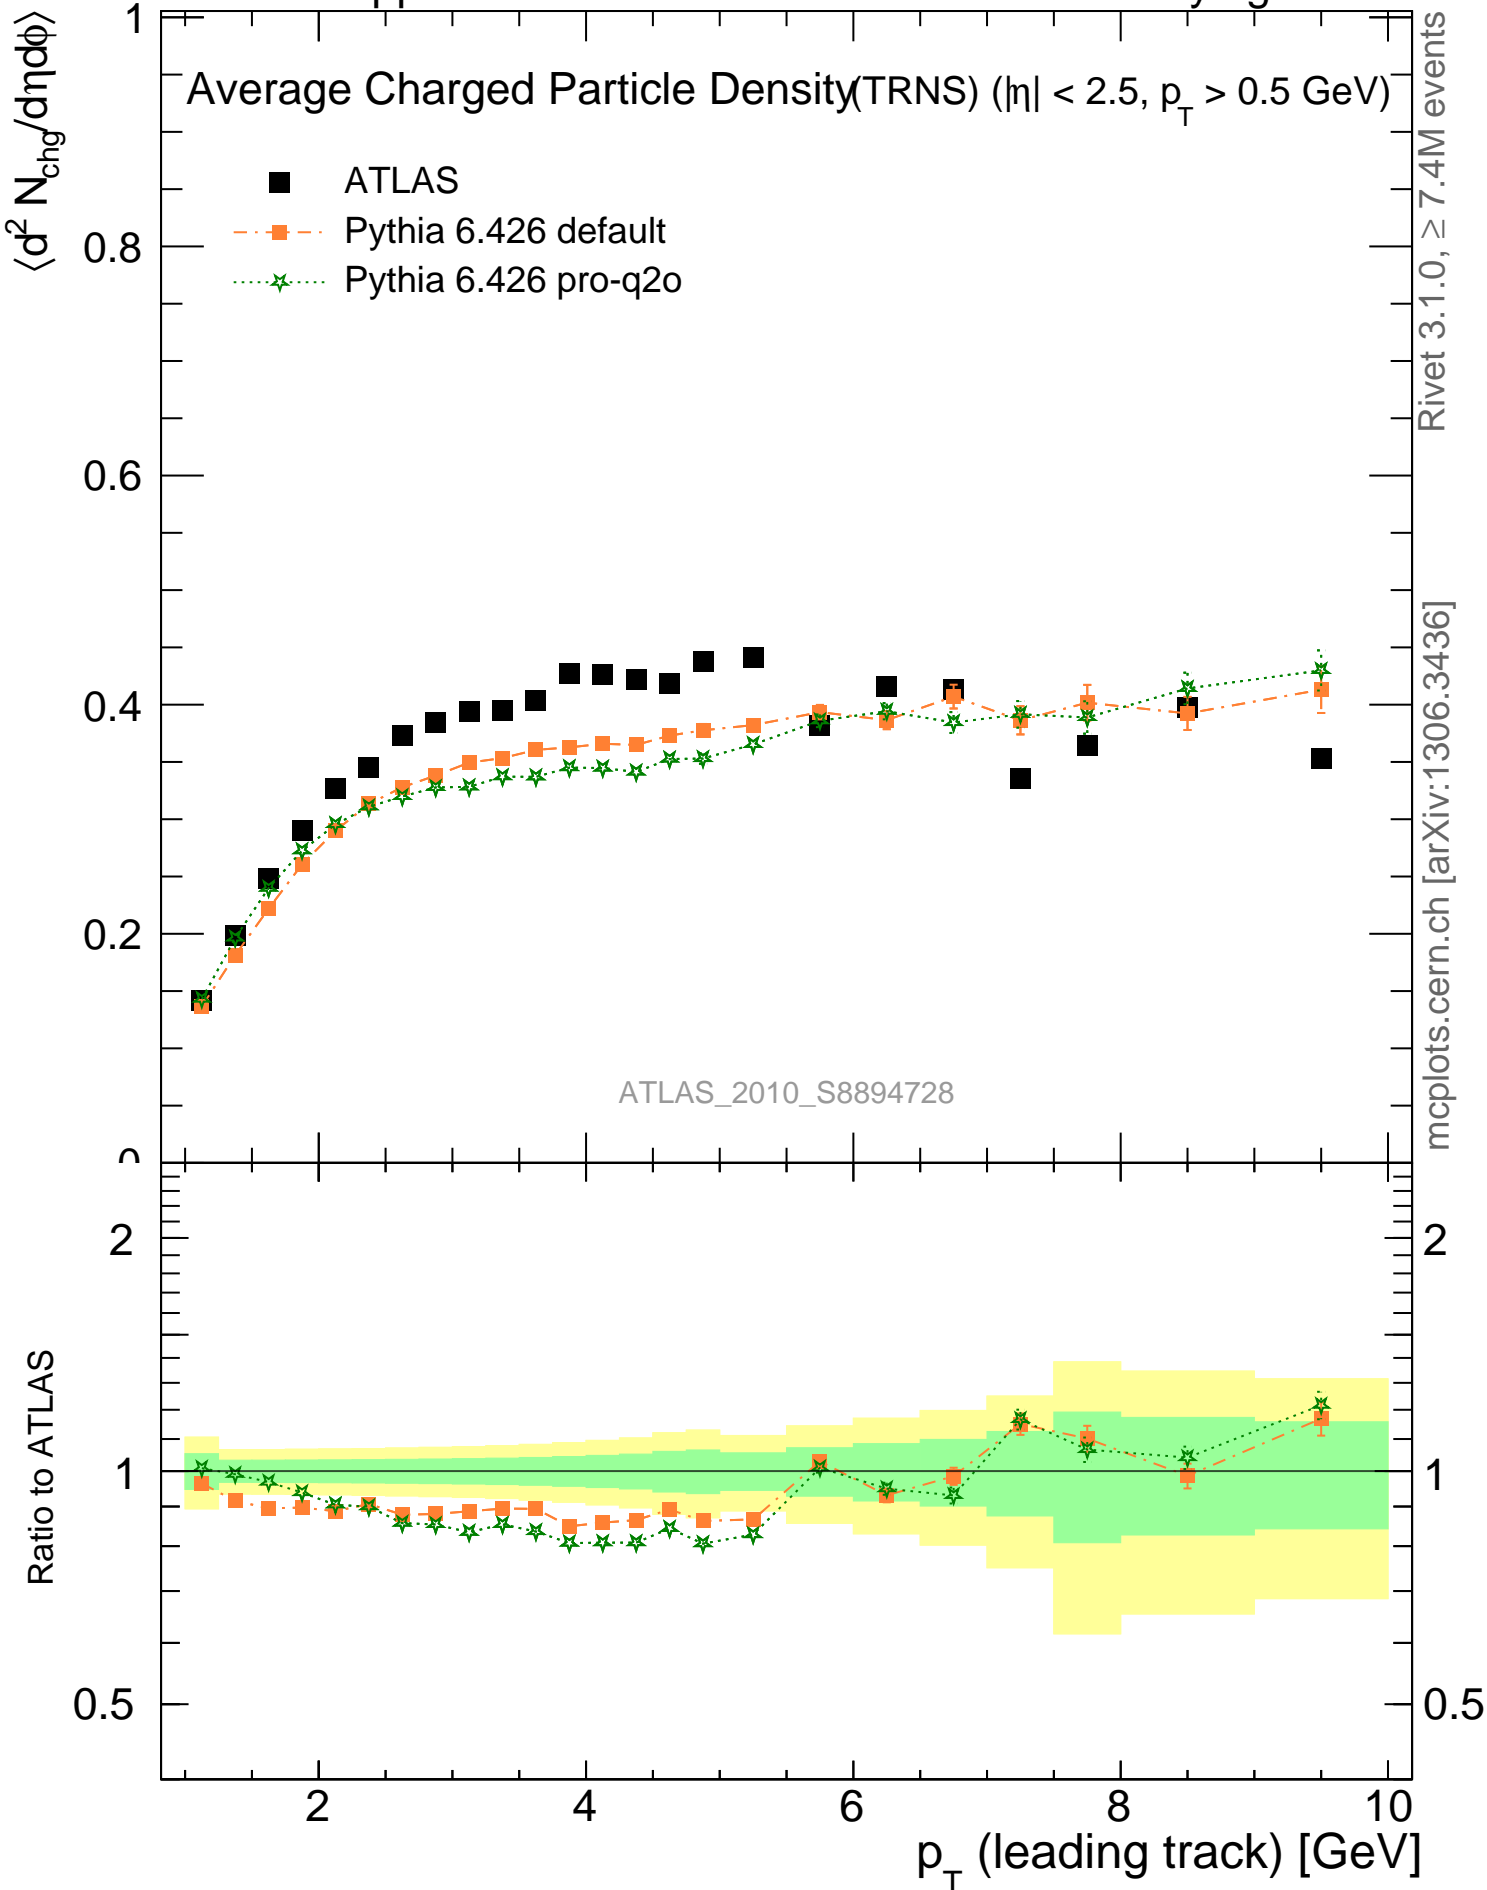 1
⟨d² N_chg/dηdϕ⟩
Average Charged Particle Density(TRNS) (|η| < 2.5, p_T > 0.5 GeV)
ATLAS
Pythia 6.426 default
Pythia 6.426 pro-q2o
0.8
0.6
0.4
0.2
0
ATLAS_2010_S8894728
Rivet 3.1.0, ≥ 7.4M events
mcplots.cern.ch [arXiv:1306.3436]
2
1
0.5
Ratio to ATLAS
2
1
0.5
2 4 6 8 10
p_T (leading track) [GeV]